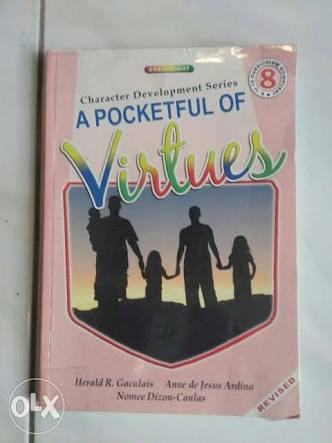 Character Development Series
8
A POCKETFUL OF
Virtues
Herald R. Gaculais Anne de Jesus Ardina
Nomee Dizon-Canlas
REVISED
OLX